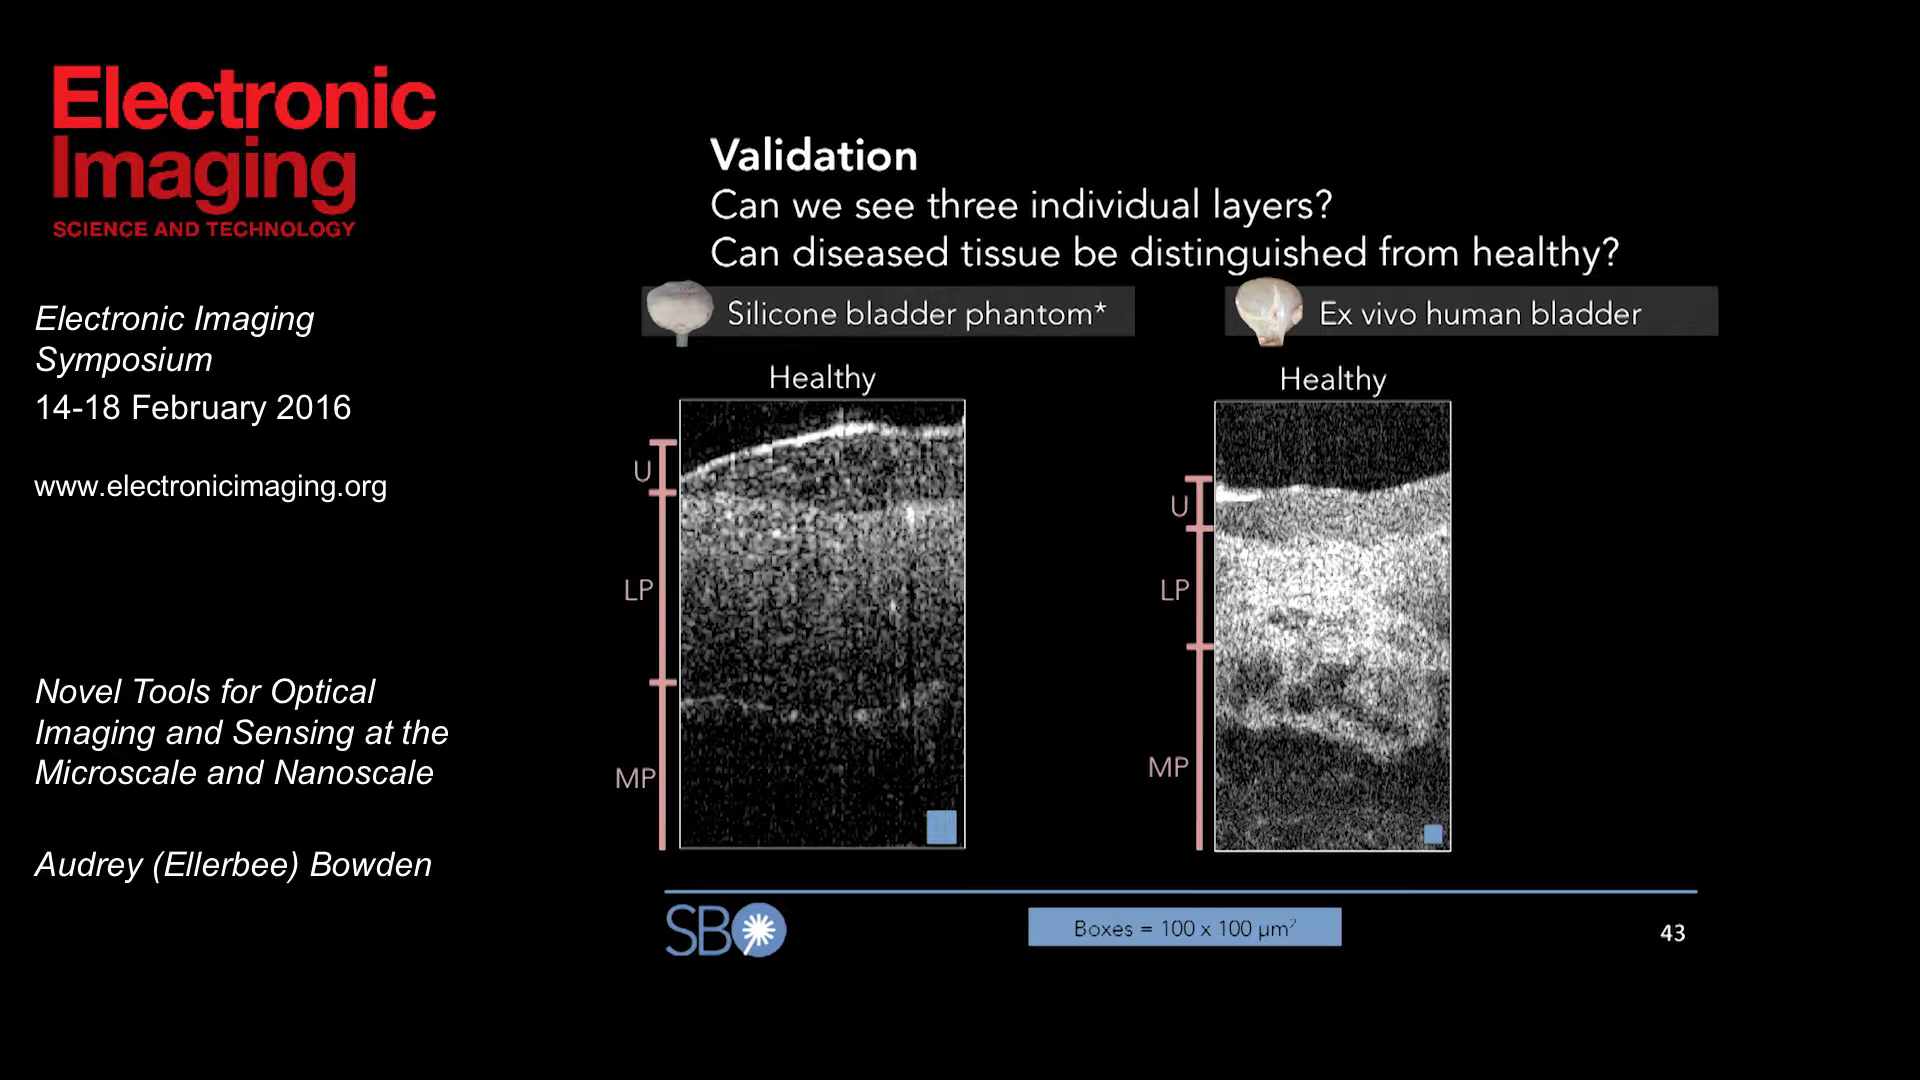 Electronic
Imaging
SCIENCE AND TECHNOLOGY
Electronic Imaging
Symposium
14-18 February 2016
www.electronicimaging.org
Novel Tools for Optical
Imaging and Sensing at the
Microscale and Nanoscale
Audrey (Ellerbee) Bowden
Validation
Can we see three individual layers?
Can diseased tissue be distinguished from healthy?
Silicone bladder phantom*
Healthy
U
LP
MP
Ex vivo human bladder
Healthy
U
LP
MP
SBO
Boxes = 100 x 100 µm²
43